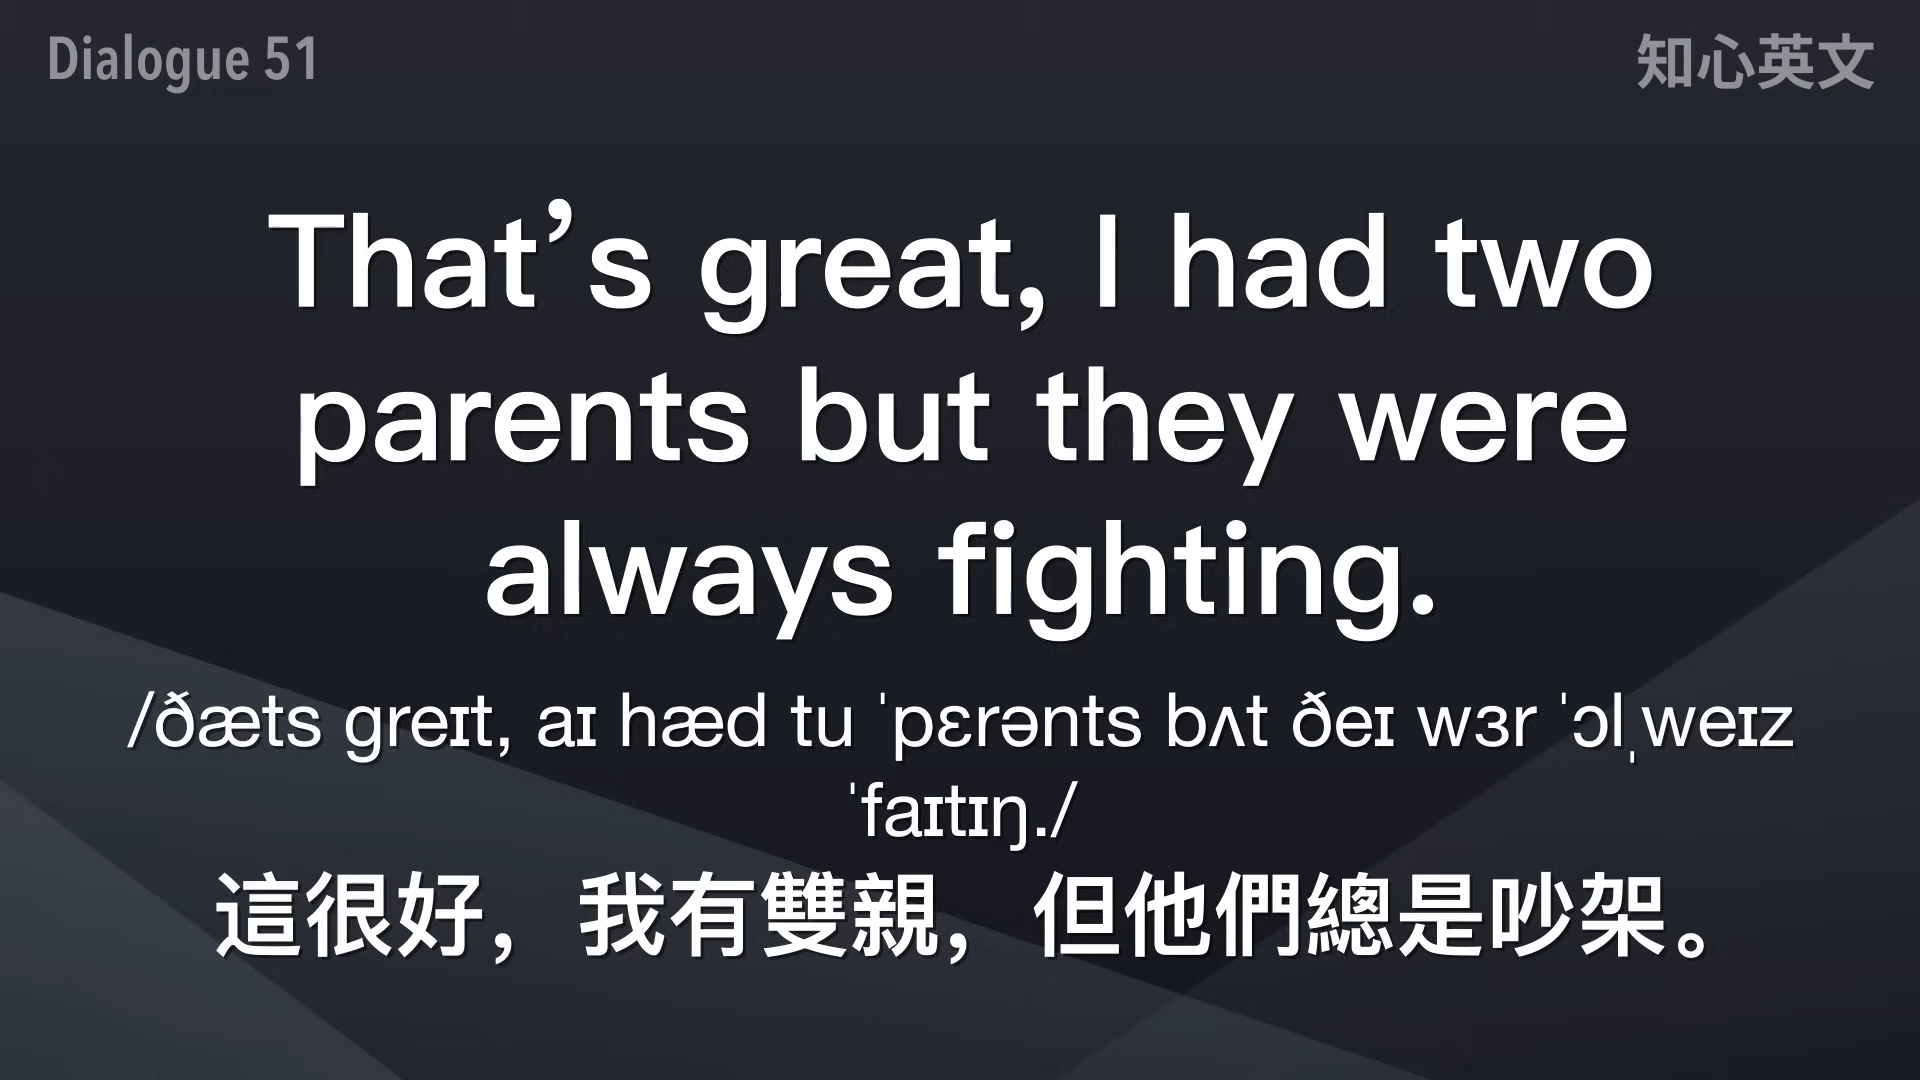 Dialogue 51
知心英文
That’s great, I had two
parents but they were
always fighting.
/ðæts greɪt, aɪ hæd tu ˈpɛrənts bʌt ðeɪ wɜr ˈɔlˌweɪz
ˈfaɪtɪŋ./
這很好，我有雙親，但他們總是吵架。